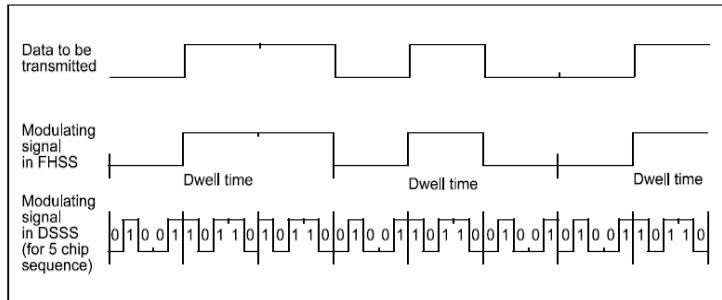 Data to be
transmitted
Modulating
signal
in FHSS
Dwell time Dwell time Dwell time
Modulating
signal
in DSSS
(for 5 chip
sequence)
0 1 0 0 1 1 0 1 1 0 1 0 1 1 0 0 1 0 0 1 1 0 1 1 0 0 1 0 0 1 0 1 0 0 1 1 0 1 1 0